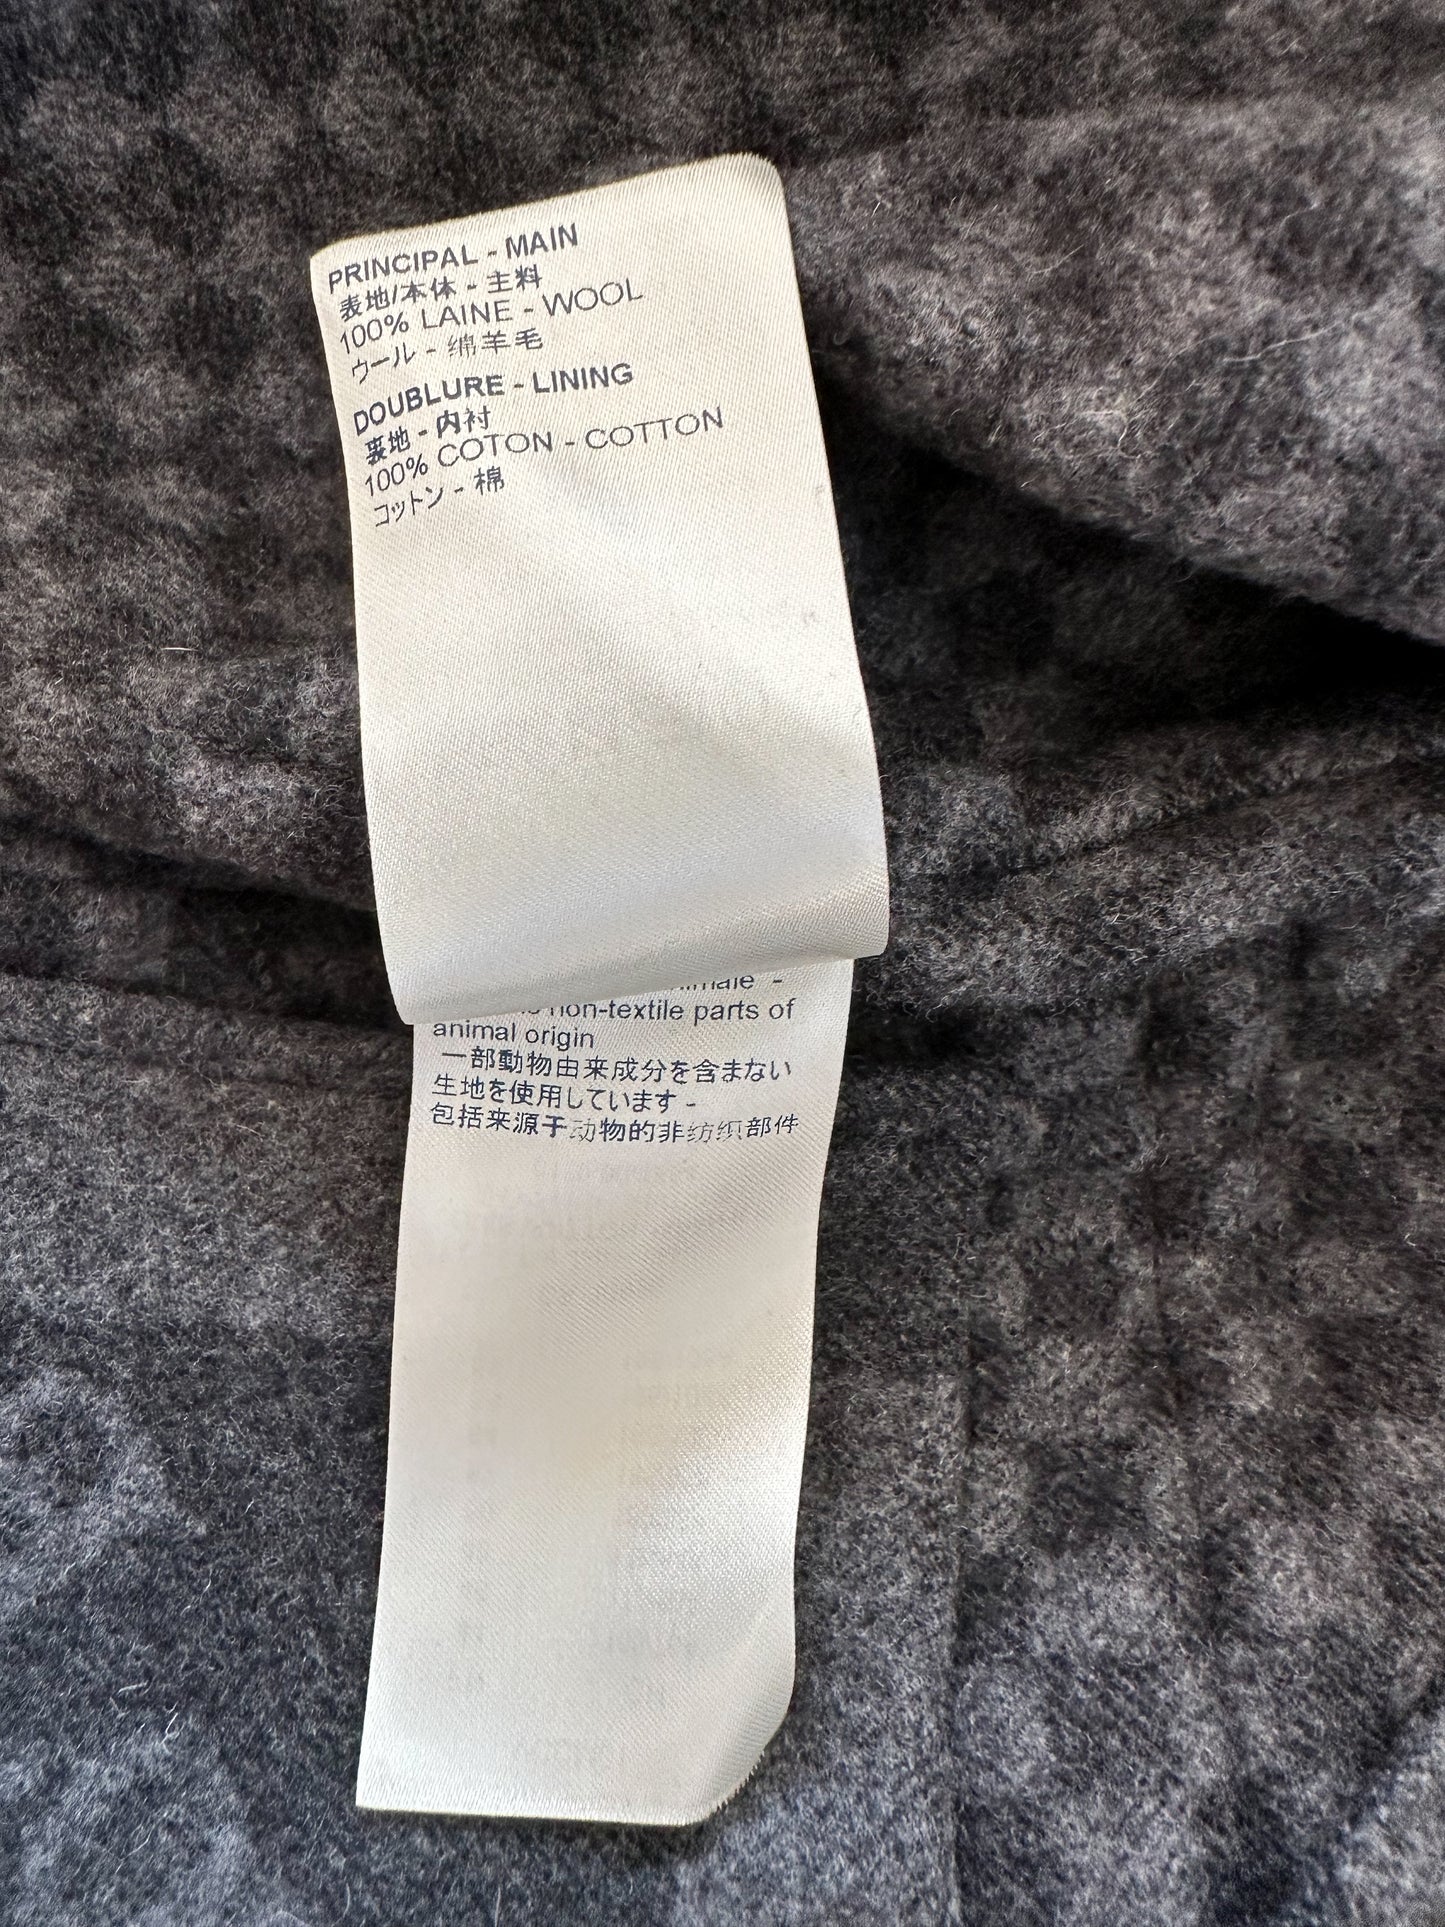 PRINCIPAL - MAIN
表地/本体 - 主料
100% LAINE - WOOL
ウール - 绵羊毛
DOUBLURE - LINING
裏地 - 内衬
100% COTON - COTTON
コットン - 棉
-
non-textile parts of
animal origin
一部動物由来成分を含まない
生地を使用しています -
包括来源于动物的非纺织部件